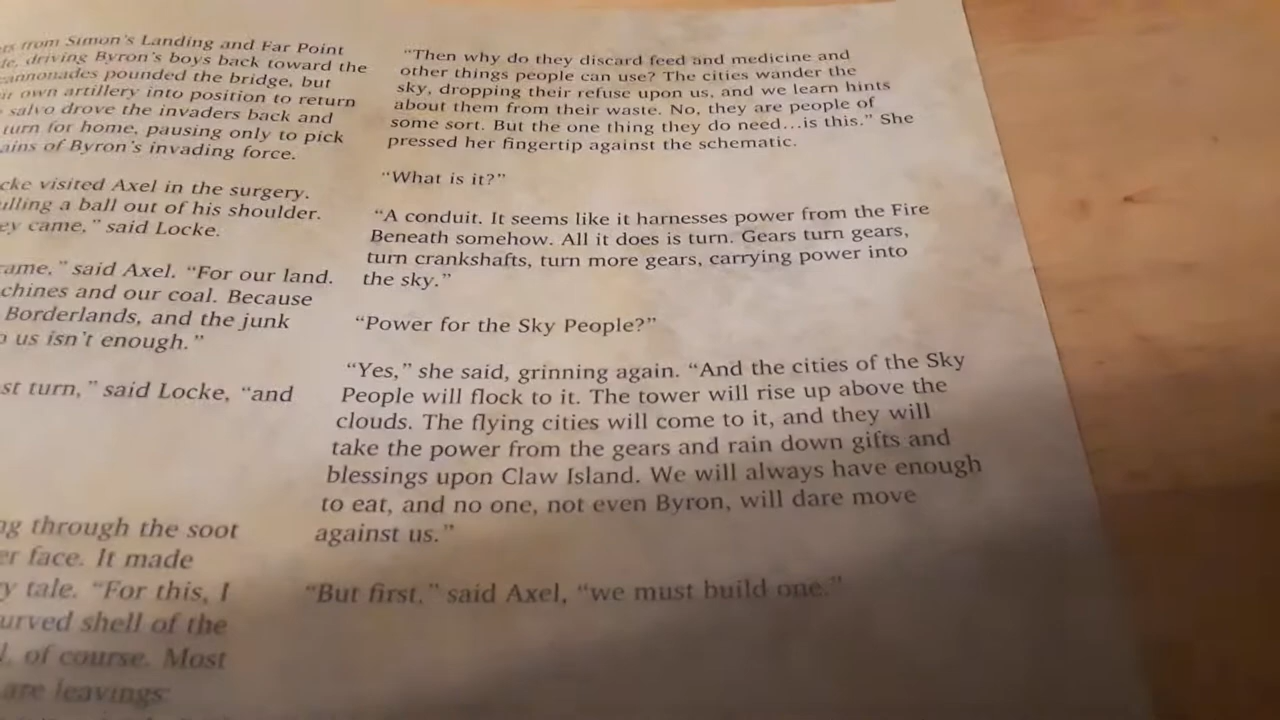 from Simon's Landing and Far Point
driving Byron's boys back toward the
cannonades pounded the bridge, but
own artillery into position to return
salvo drove the invaders back and
turn for home, pausing only to pick
of Byron's invading force.
visited Axel in the surgery.
a ball out of his shoulder.
came," said Locke.
said Axel. "For our land.
and our coal. Because
Borderlands, and the junk
us isn't enough."
turn," said Locke, "and
through the soot
face. It made
tale. "For this, I
shell of the
of course. Most
are leavings:
"Then why do they discard feed and medicine and
other things people can use? The cities wander the
sky, dropping their refuse upon us, and we learn hints
about them from their waste. No, they are people of
some sort. But the one thing they do need...is this." She
pressed her fingertip against the schematic.
"What is it?"
"A conduit. It seems like it harnesses power from the Fire
Beneath somehow. All it does is turn. Gears turn gears,
turn crankshafts, turn more gears, carrying power into
the sky."
"Power for the Sky People?"
"Yes," she said, grinning again. "And the cities of the Sky
People will flock to it. The tower will rise up above the
clouds. The flying cities will come to it, and they will
take the power from the gears and rain down gifts and
blessings upon Claw Island. We will always have enough
to eat, and no one, not even Byron, will dare move
against us."
"But first," said Axel, "we must build one."